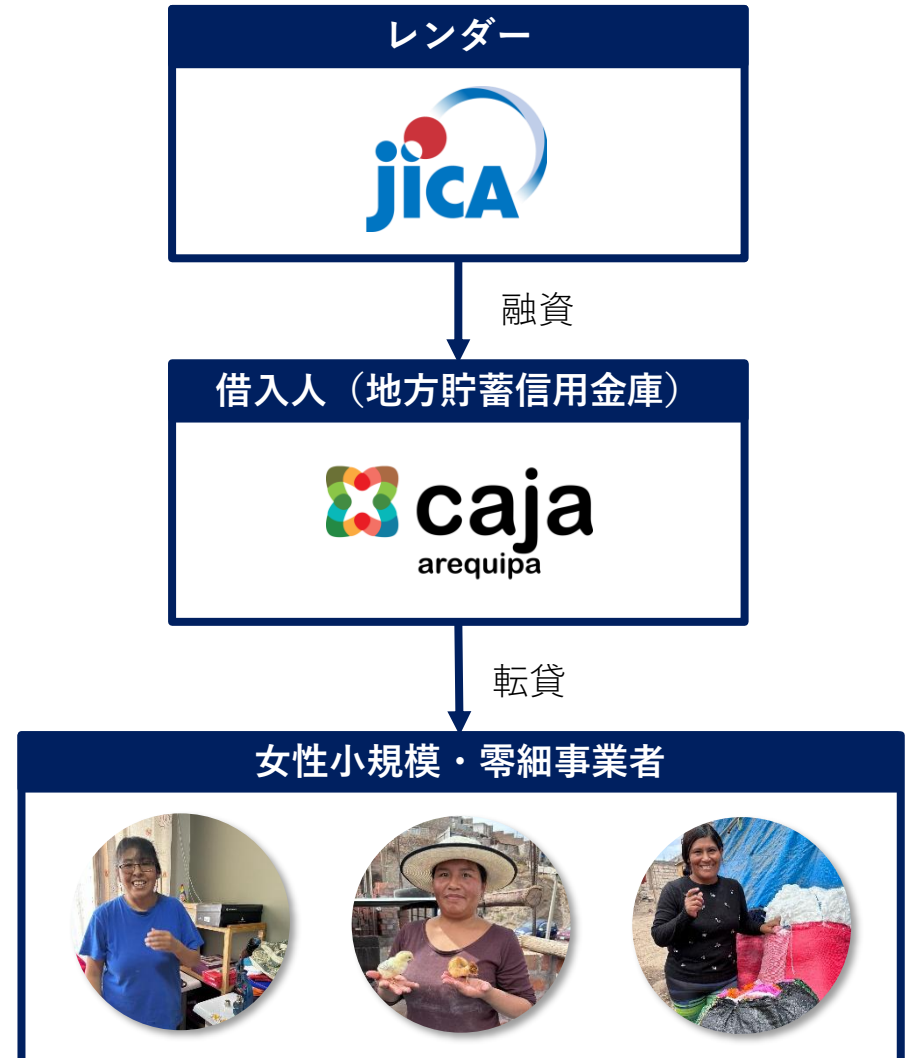 レンダー
jica
融資
借入人（地方貯蓄信用金庫）
caja
arequipa
転貸
女性小規模・零細事業者